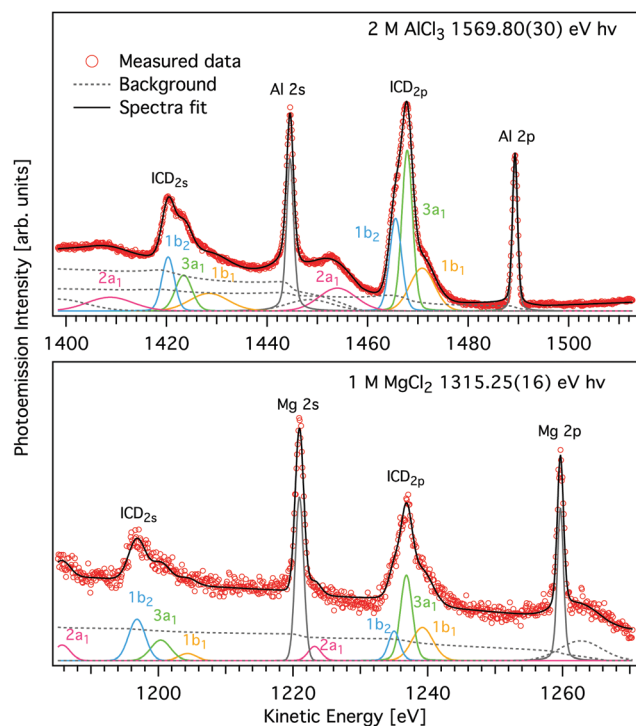 2 M AlCl₃ 1569.80(30) eV hv
Measured data
Background
Spectra fit
Al 2s
ICD₂ₚ
Al 2p
ICD₂ₛ
1b₂
3a₁
1b₁
2a₁
2a₁
1b₂
3a₁
1b₁
1400 1420 1440 1460 1480 1500
Photoemission Intensity [arb. units]
1 M MgCl₂ 1315.25(16) eV hv
Mg 2s
Mg 2p
ICD₂ₚ
ICD₂ₛ
1b₂
3a₁
1b₁
2a₁
2a₁
1b₂
3a₁
1b₁
1200 1220 1240 1260
Kinetic Energy [eV]